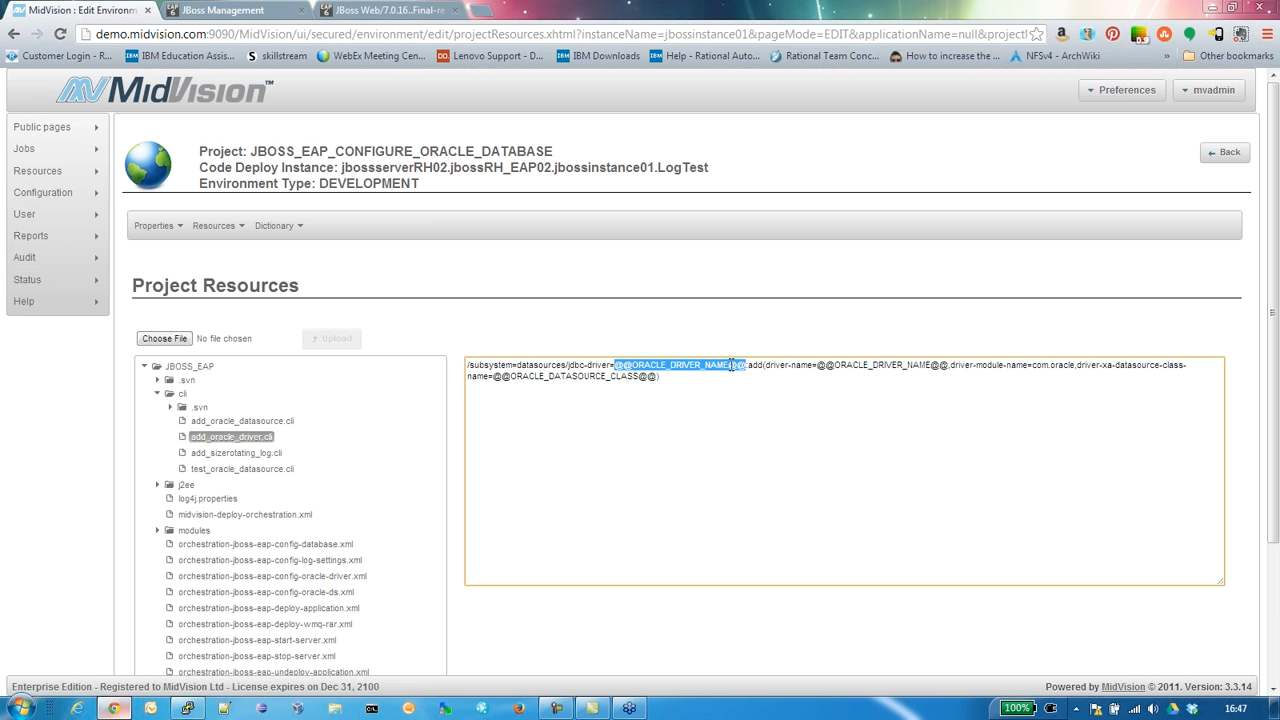 MidVision : Edit Environm
JBoss Management
JBoss Web/7.0.16..Final-re
demo.midvision.com:9090/MidVision/ui/secured/environment/edit/projectResources.xhtml?instanceName=jbossinstance01&pageMode=EDIT&applicationName=null&project
Customer Login - R...
IBM Education Assis...
skillstream
WebEx Meeting Cent...
Lenovo Support - D...
IBM Downloads
Help - Rational Auto...
Rational Team Conc...
How to increase the ...
NFSv4 - ArchWiki
»
Other bookmarks
MidVision™
Preferences
mvadmin
Public pages
Jobs
Resources
Configuration
User
Reports
Audit
Status
Help
Project: JBOSS_EAP_CONFIGURE_ORACLE_DATABASE
Code Deploy Instance: jbossserverRH02.jbossRH_EAP02.jbossinstance01.LogTest
Environment Type: DEVELOPMENT
Back
Properties
Resources
Dictionary
Project Resources
Choose File No file chosen
Upload
JBOSS_EAP
.svn
cli
.svn
add_oracle_datasource.cli
add_oracle_driver.cli
add_sizerotating_log.cli
test_oracle_datasource.cli
j2ee
log4j.properties
midvision-deploy-orchestration.xml
modules
orchestration-jboss-eap-config-database.xml
orchestration-jboss-eap-config-log-settings.xml
orchestration-jboss-eap-config-oracle-driver.xml
orchestration-jboss-eap-config-oracle-ds.xml
orchestration-jboss-eap-deploy-application.xml
orchestration-jboss-eap-deploy-wmq-rar.xml
orchestration-jboss-eap-start-server.xml
orchestration-jboss-eap-stop-server.xml
orchestration-jboss-eap-undeploy-application.xml
/subsystem=datasources/jdbc-driver=@@ORACLE_DRIVER_NAME@@:add(driver-name=@@ORACLE_DRIVER_NAME@@,driver-module-name=com.oracle,driver-xa-datasource-class-
name=@@ORACLE_DATASOURCE_CLASS@@)
Enterprise Edition - Registered to MidVision Ltd - License expires on Dec 31, 2100
Powered by MidVision © 2011. Version: 3.3.14
100%
16:47